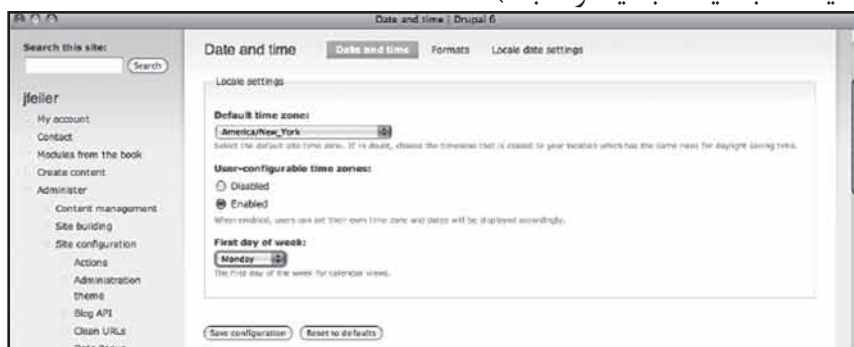 Date and time | Drupal 6
Search this site:
Search
jfeiler
My account
Contact
Modules from the book
Create content
Administer
Content management
Site building
Site configuration
Actions
Administration
theme
Blog API
Clean URLs
Date and time
Date and time
Formats
Locale date settings
Locale settings
Default time zone:
America/New_York
Select the default site time zone. If in doubt, choose the timezone that is closest to your location which has the same rules for daylight saving time.
User-configurable time zones:
Disabled
Enabled
When enabled, users can set their own time zone and dates will be displayed accordingly.
First day of week:
Monday
The first day of the week for calendar views.
Save configuration
Reset to defaults